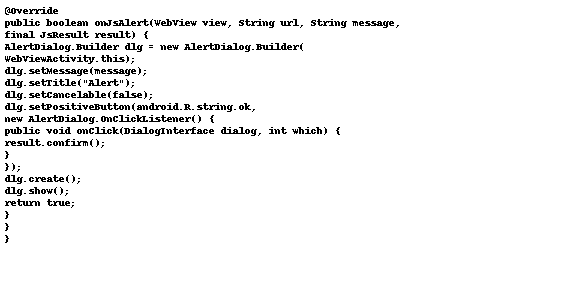 @Override
public boolean onJsAlert(WebView view, String url, String message,
final JsResult result) {
AlertDialog.Builder dlg = new AlertDialog.Builder(
WebViewActivity.this);
dlg.setMessage(message);
dlg.setTitle("Alert");
dlg.setCancelable(false);
dlg.setPositiveButton(android.R.string.ok,
new AlertDialog.OnClickListener() {
public void onClick(DialogInterface dialog, int which) {
result.confirm();
}
});
dlg.create();
dlg.show();
return true;
}
}
}